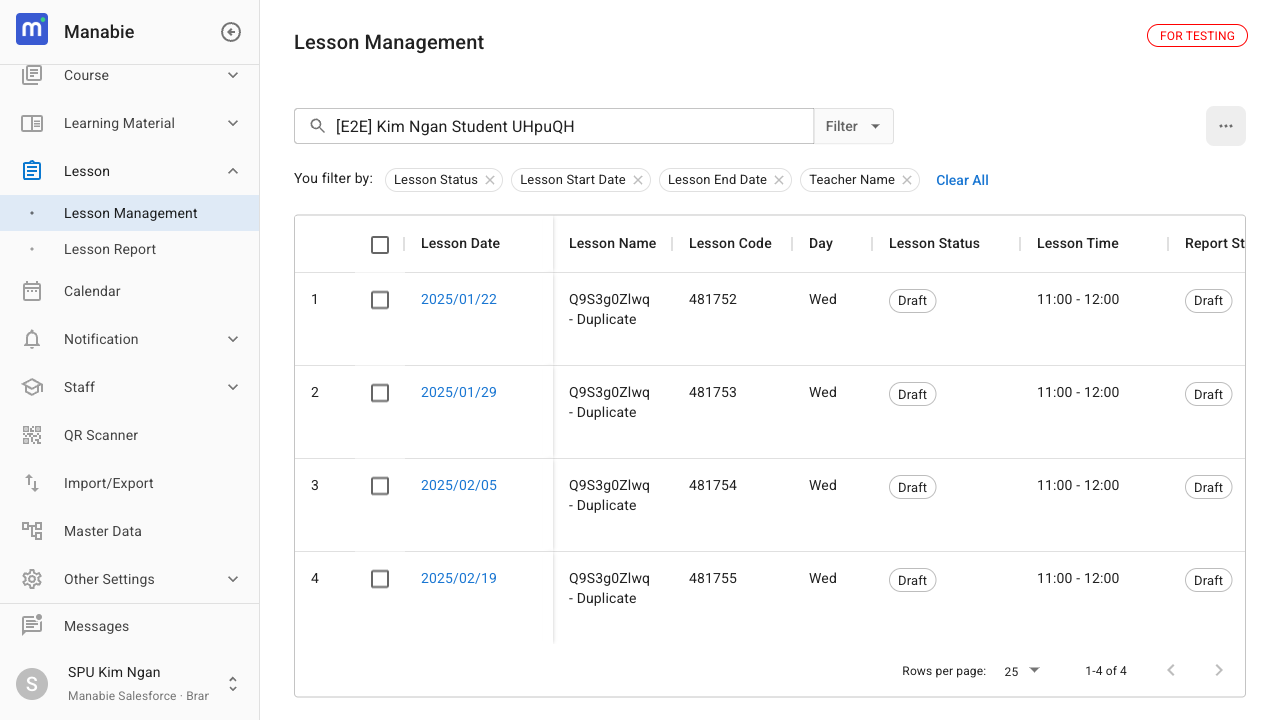 Manabie
Course
Learning Material
Lesson
Lesson Management
Lesson Report
Calendar
Notification
Staff
QR Scanner
Import/Export
Master Data
Other Settings
Messages
S
SPU Kim Ngan
Manabie Salesforce · Brar
Lesson Management
FOR TESTING
[E2E] Kim Ngan Student UHpuQH
Filter
You filter by: Lesson Status Lesson Start Date Lesson End Date Teacher Name Clear All
Lesson Date Lesson Name Lesson Code Day Lesson Status Lesson Time Report St
1 2025/01/22 Q9S3g0Zlwq 481752 Wed Draft 11:00 - 12:00 Draft
- Duplicate
2 2025/01/29 Q9S3g0Zlwq 481753 Wed Draft 11:00 - 12:00 Draft
- Duplicate
3 2025/02/05 Q9S3g0Zlwq 481754 Wed Draft 11:00 - 12:00 Draft
- Duplicate
4 2025/02/19 Q9S3g0Zlwq 481755 Wed Draft 11:00 - 12:00 Draft
- Duplicate
Rows per page: 25 1-4 of 4